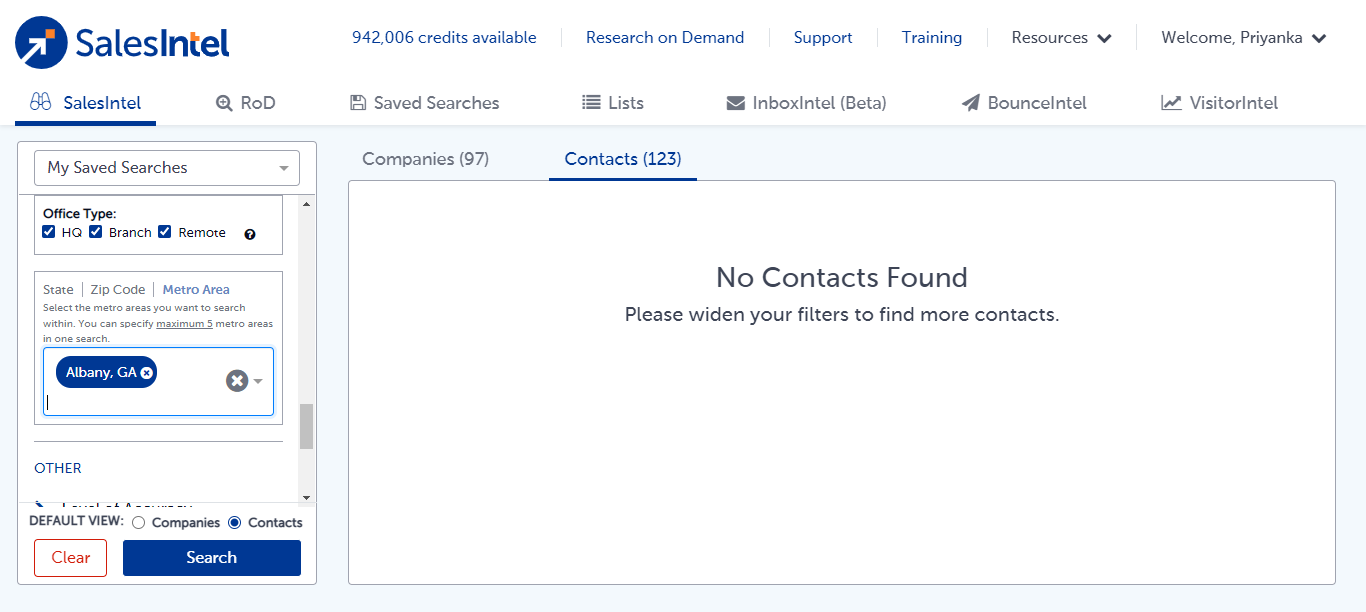 SalesIntel
942,006 credits available
Research on Demand
Support
Training
Resources
Welcome, Priyanka
SalesIntel
RoD
Saved Searches
Lists
InboxIntel (Beta)
BounceIntel
VisitorIntel
My Saved Searches
Office Type:
HQ Branch Remote
State | Zip Code | Metro Area
Select the metro areas you want to search
within. You can specify maximum 5 metro areas
in one search.
Albany, GA
OTHER
Level of Accuracy
DEFAULT VIEW: Companies Contacts
Clear
Search
Companies (97)
Contacts (123)
No Contacts Found
Please widen your filters to find more contacts.